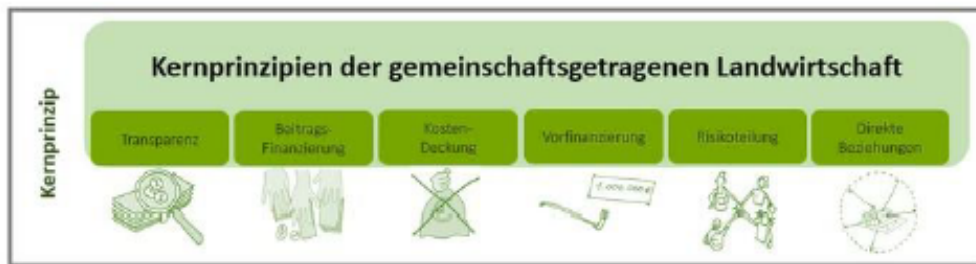 Kernprinzip
Kernprinzipien der gemeinschaftsgetragenen Landwirtschaft
Transparenz
Beitrags-
Finanzierung
Kosten-
Deckung
Vorfinanzierung
Risikoteilung
Direkte
Beziehungen